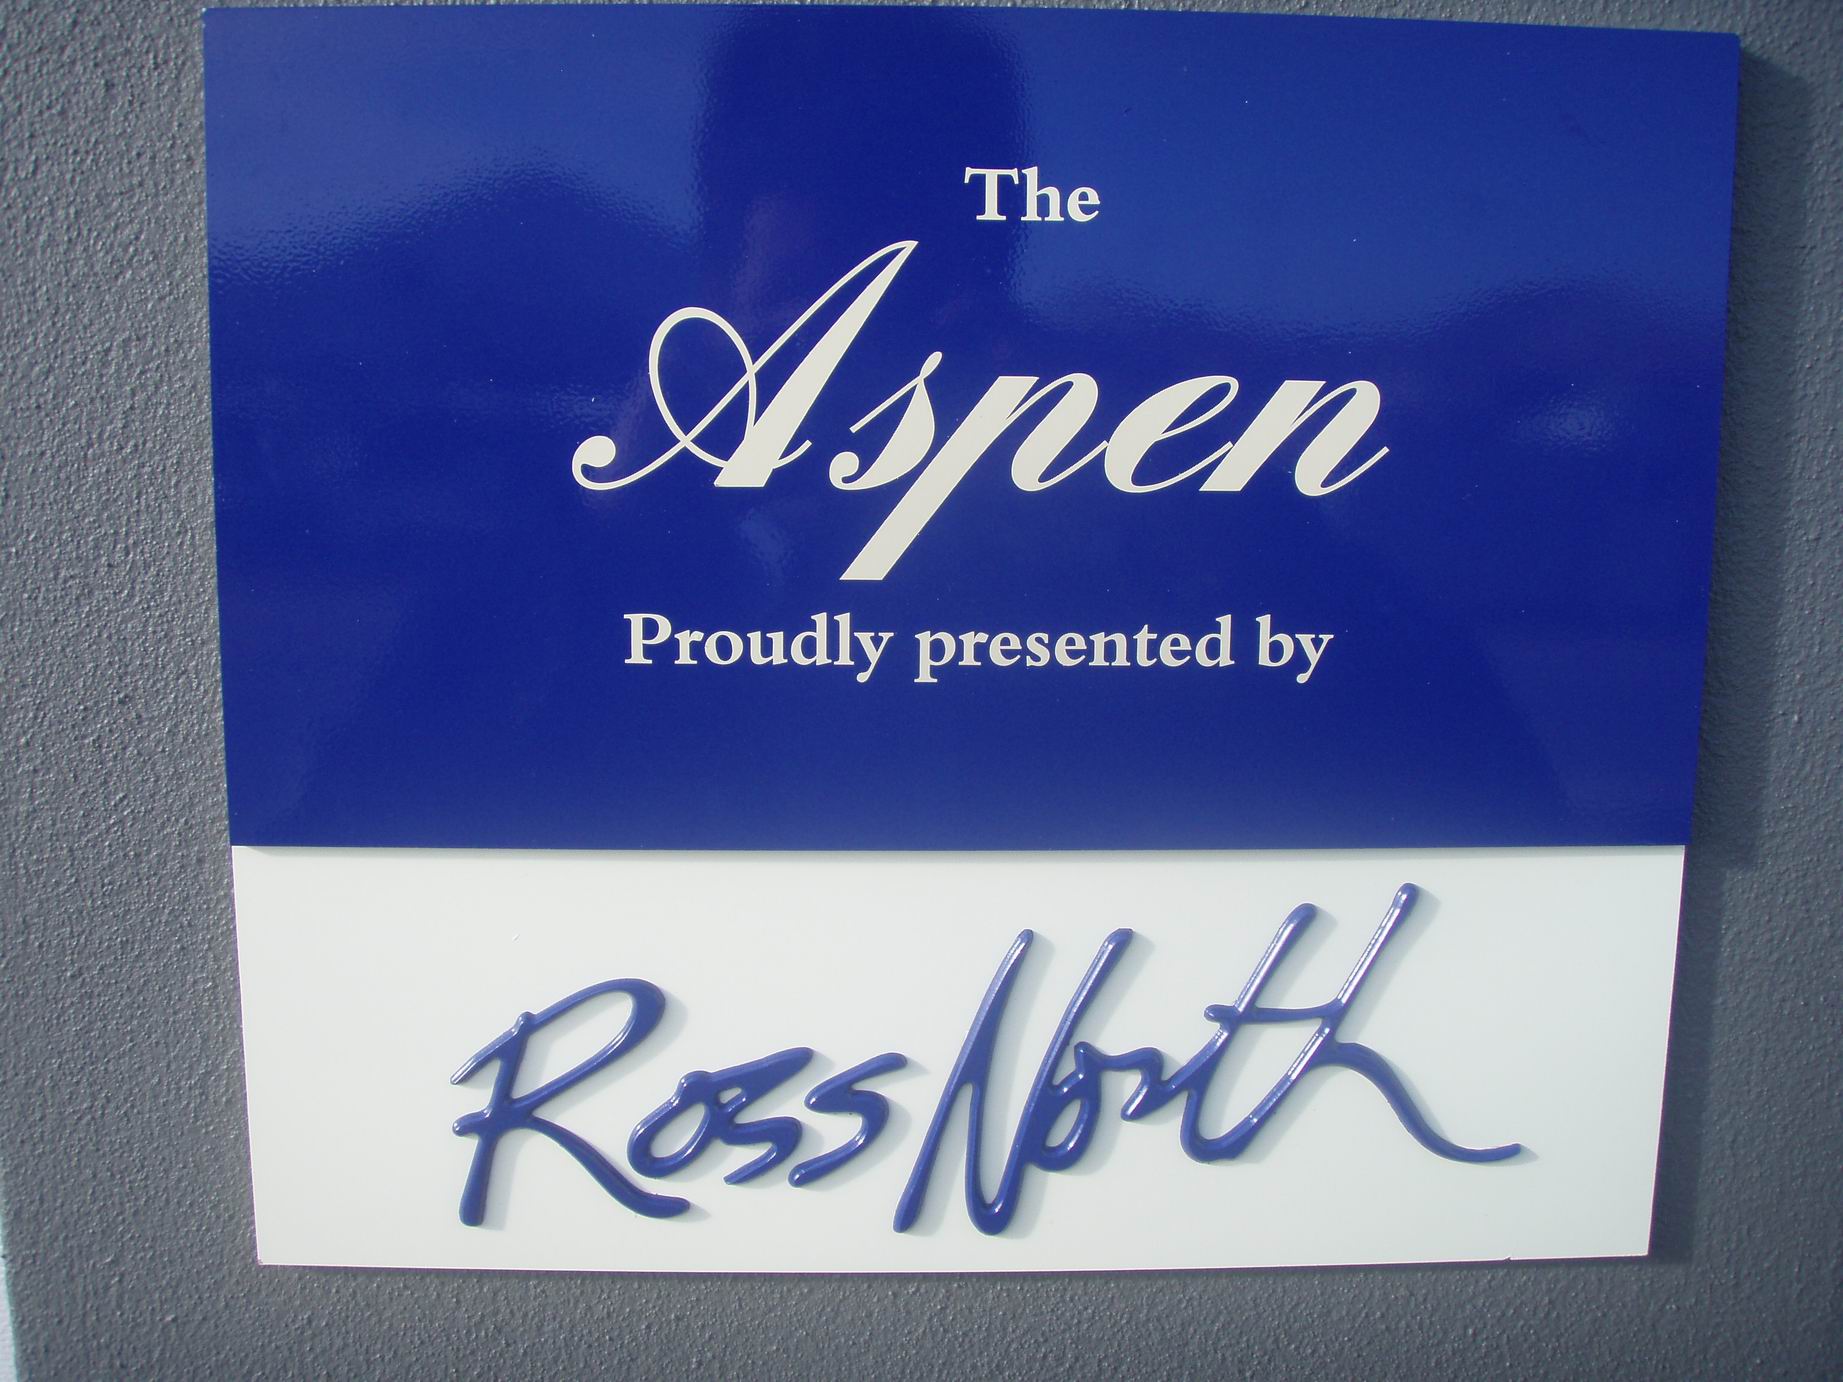 The
Aspen
Proudly presented by
Ross North